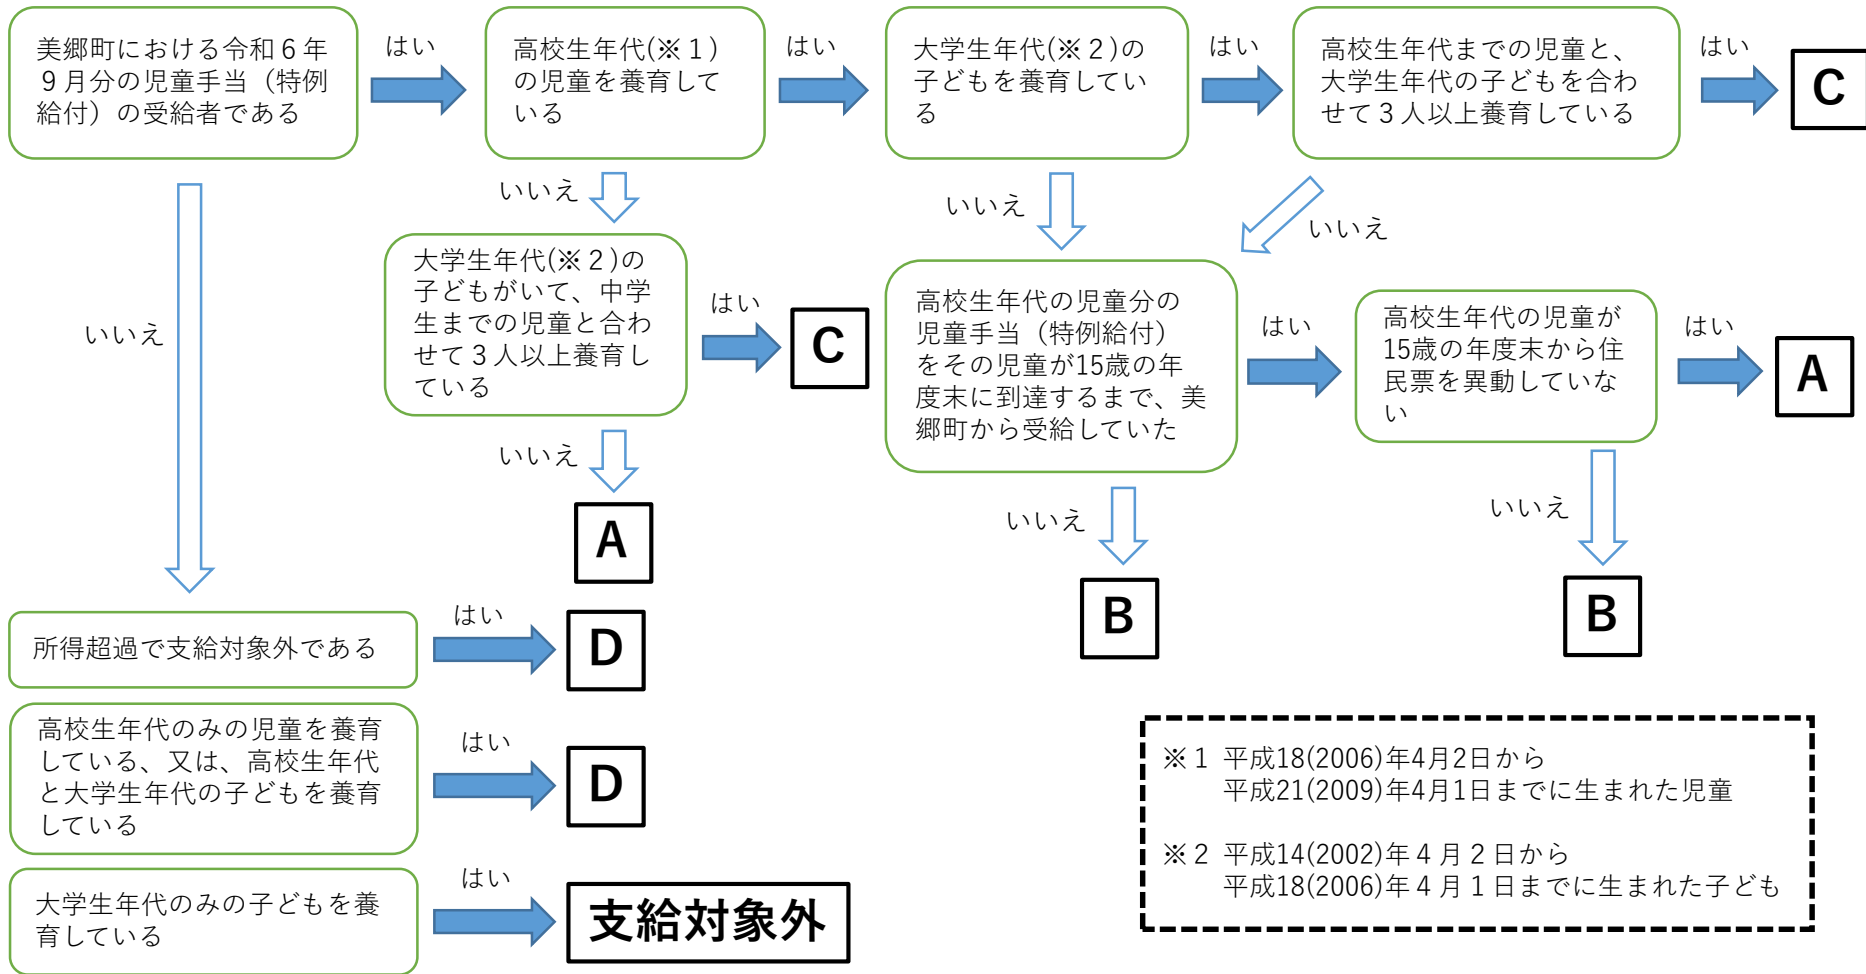 美郷町における令和６年
９月分の児童手当（特例
給付）の受給者である
はい
高校生年代(※１)
の児童を養育して
いる
はい
大学生年代(※２)の
子どもを養育してい
る
はい
高校生年代までの児童と、
大学生年代の子どもを合わ
せて３人以上養育している
はい
C
いいえ
いいえ
いいえ
いいえ
大学生年代(※２)の
子どもがいて、中学
生までの児童と合わ
せて３人以上養育し
ている
はい
C
高校生年代の児童分の
児童手当（特例給付）
をその児童が15歳の年
度末に到達するまで、美
郷町から受給していた
はい
高校生年代の児童が
15歳の年度末から住
民票を異動していな
い
はい
A
いいえ
A
いいえ
B
いいえ
B
所得超過で支給対象外である
はい
D
高校生年代のみの児童を養育
している、又は、高校生年代
と大学生年代の子どもを養育
している
はい
D
大学生年代のみの子どもを養
育している
はい
支給対象外
※１ 平成18(2006)年4月2日から
平成21(2009)年4月1日までに生まれた児童
※２ 平成14(2002)年４月２日から
平成18(2006)年４月１日までに生まれた子ども